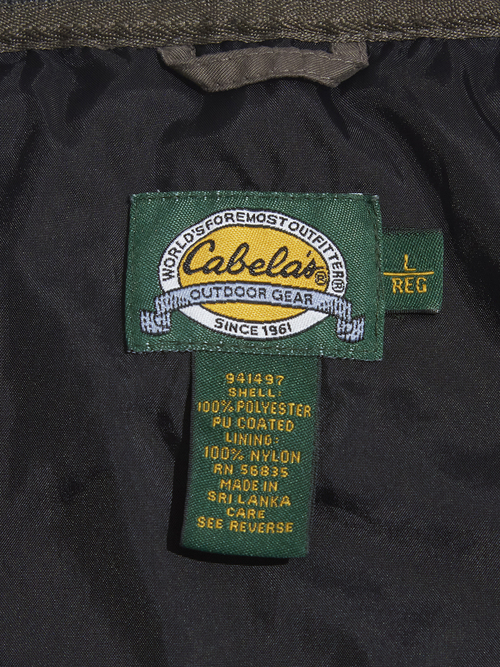 WORLD'S FOREMOST OUTFITTER®
Cabela's®
OUTDOOR GEAR
SINCE 1961
L
REG
941497
SHELL:
100% POLYESTER
PU COATED
LINING:
100% NYLON
RN 56835
MADE IN
SRI LANKA
CARE
SEE REVERSE